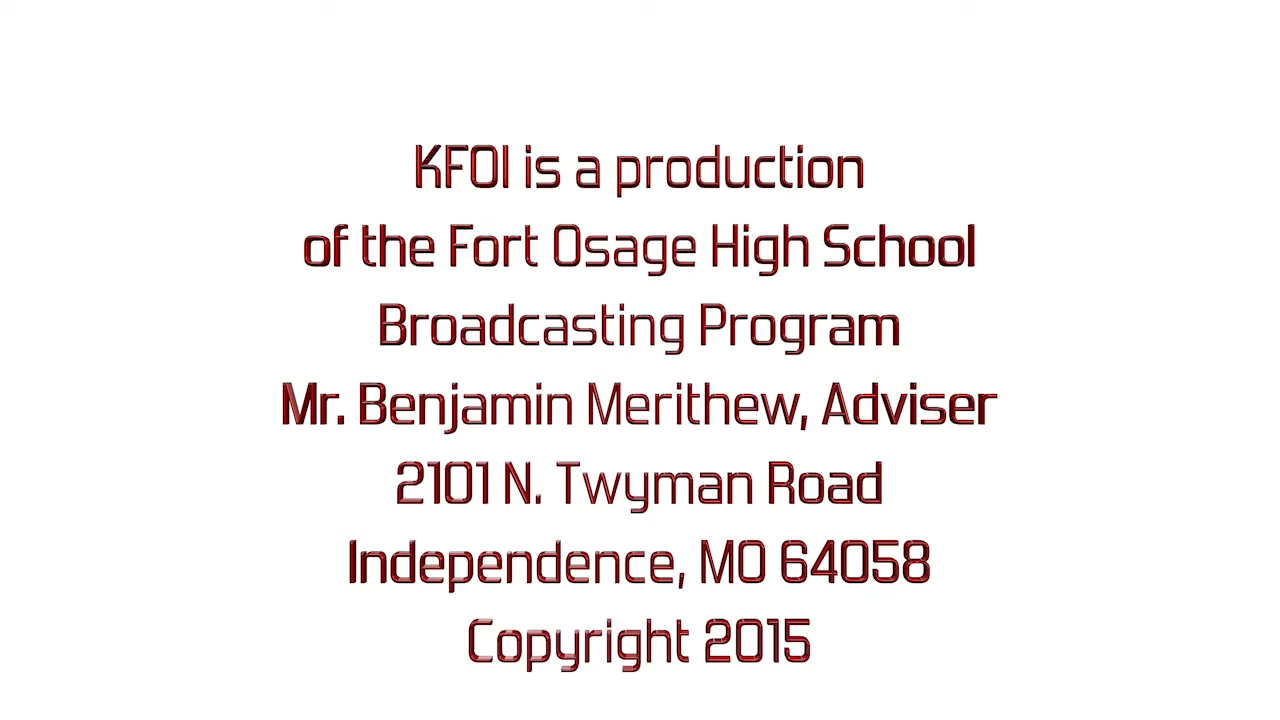 KFOI is a production
of the Fort Osage High School
Broadcasting Program
Mr. Benjamin Merithew, Adviser
2101 N. Twyman Road
Independence, MO 64058
Copyright 2015